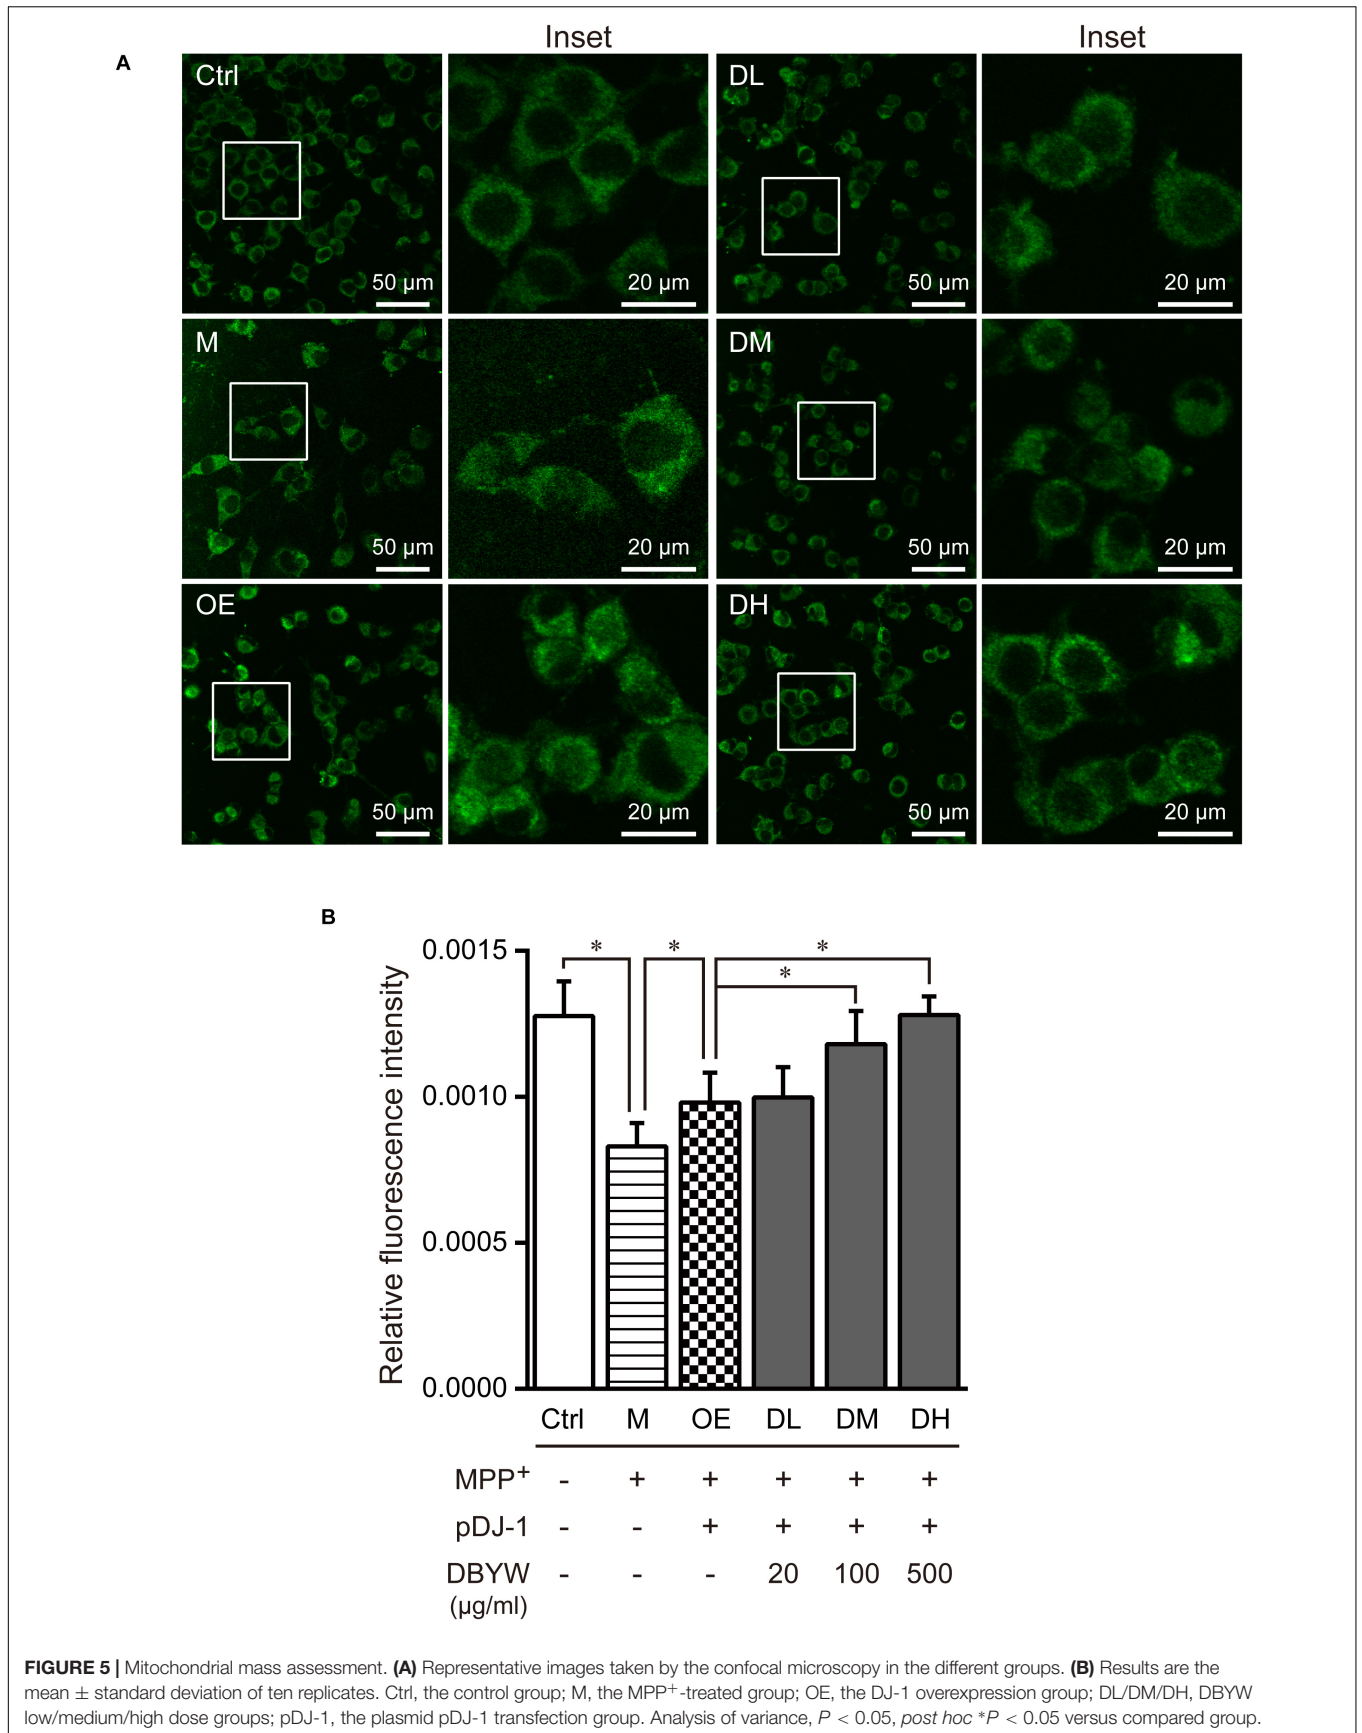 Inset Inset
A
Ctrl DL
50 µm 20 µm 50 µm 20 µm
M DM
50 µm 20 µm 50 µm 20 µm
OE DH
50 µm 20 µm 50 µm 20 µm
B
Relative fluorescence intensity
0.0015
0.0010
0.0005
0.0000
* * * *
Ctrl M OE DL DM DH
MPP⁺ - + + + + +
pDJ-1 - - + + + +
DBYW - - - 20 100 500
(µg/ml)
FIGURE 5 | Mitochondrial mass assessment. (A) Representative images taken by the confocal microscopy in the different groups. (B) Results are the
mean ± standard deviation of ten replicates. Ctrl, the control group; M, the MPP⁺-treated group; OE, the DJ-1 overexpression group; DL/DM/DH, DBYW
low/medium/high dose groups; pDJ-1, the plasmid pDJ-1 transfection group. Analysis of variance, P < 0.05, post hoc *P < 0.05 versus compared group.